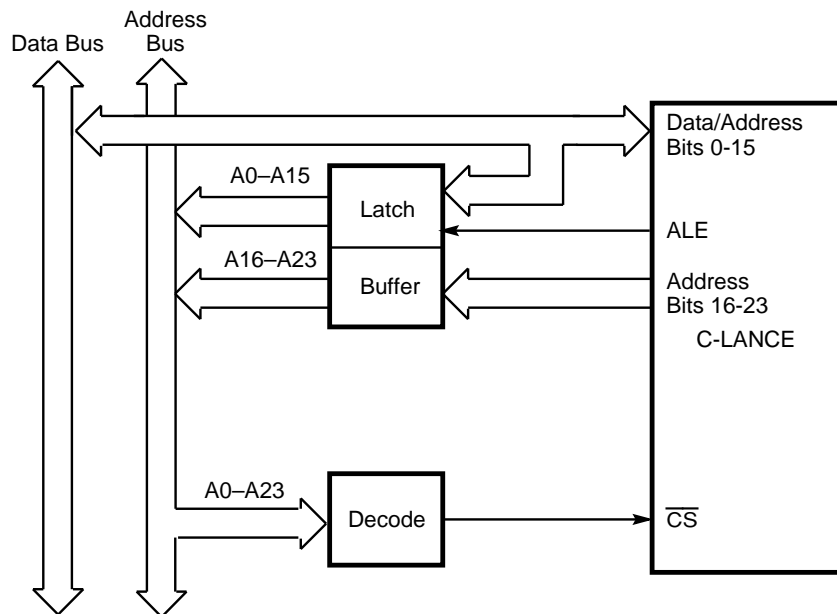 Address
Bus
Data Bus
Data/Address
Bits 0-15
A0–A15
Latch
ALE
A16–A23
Buffer
Address
Bits 16-23
C-LANCE
A0–A23
Decode
CS